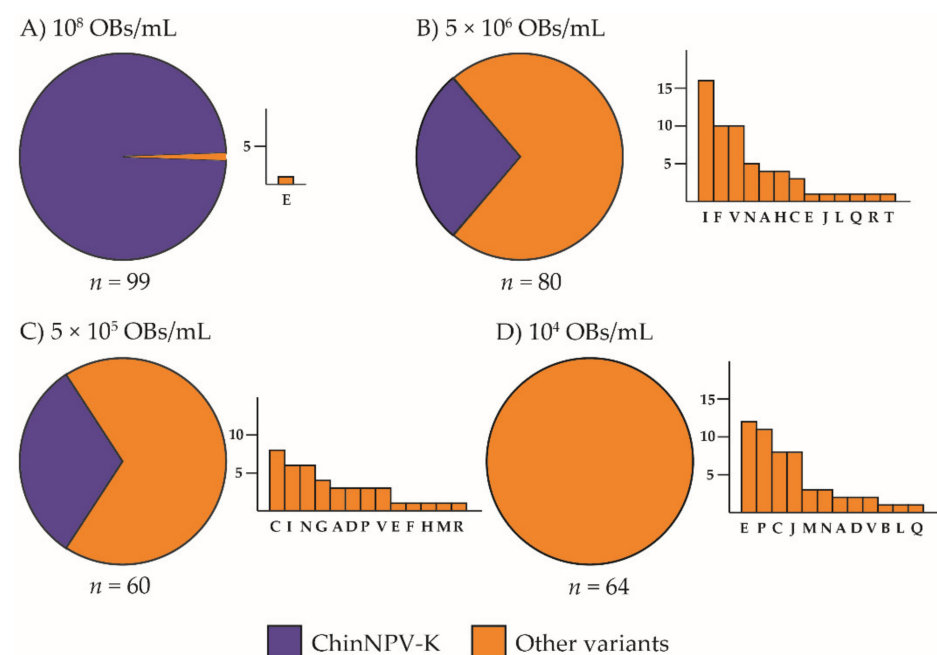 A) 10⁸ OBs/mL
5
E
n = 99
B) 5 × 10⁶ OBs/mL
15
10
5
I F V N A H C E J L Q R T
n = 80
C) 5 × 10⁵ OBs/mL
10
5
C I N G A D P V E F H M R
n = 60
D) 10⁴ OBs/mL
15
10
5
E P C J M N A D V B L Q
n = 64
ChinNPV-K Other variants